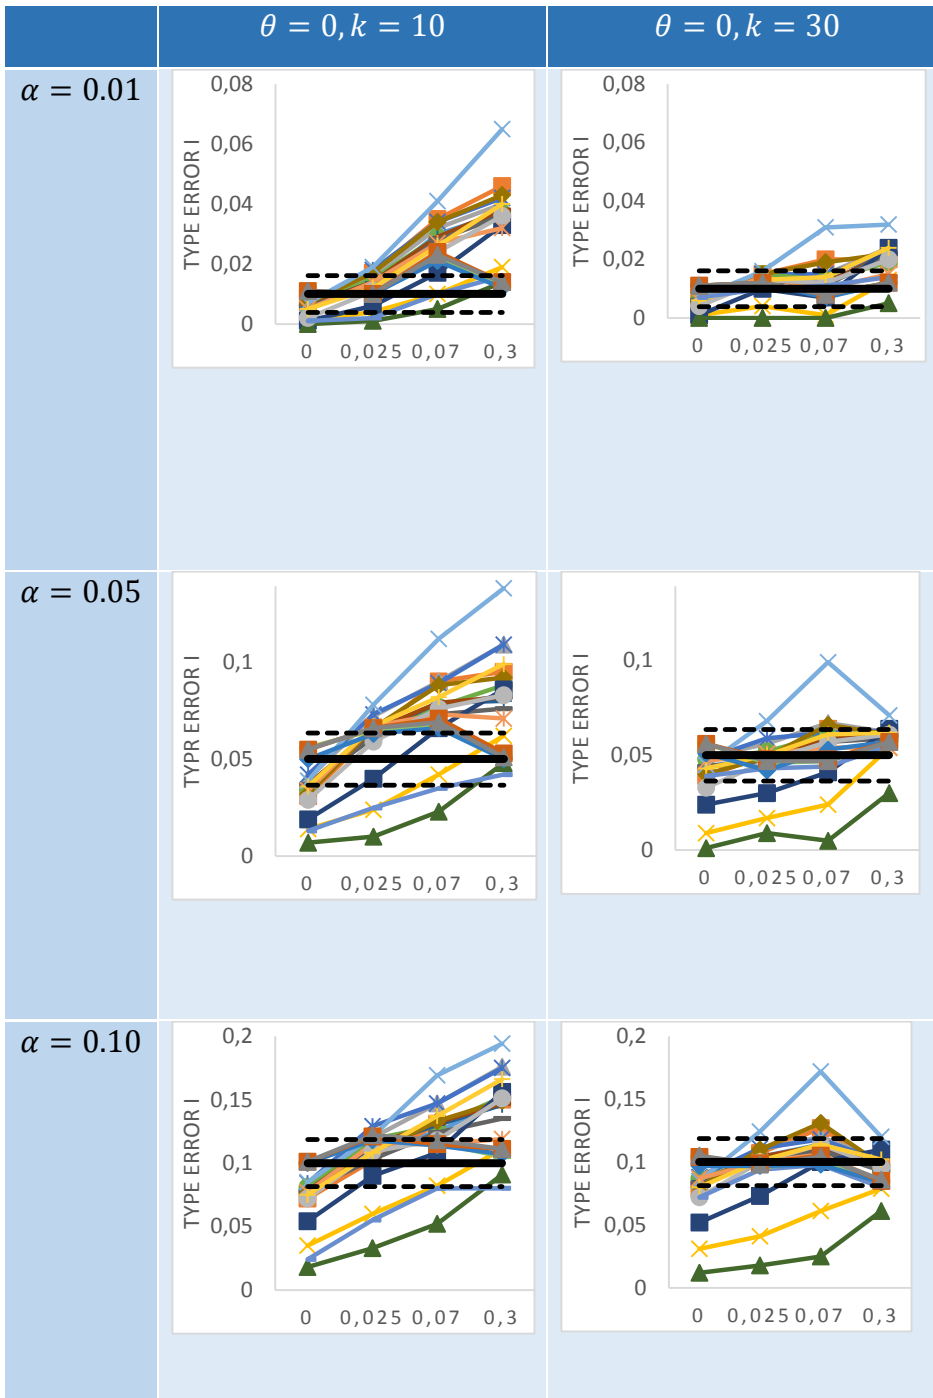 θ = 0, k = 10
θ = 0, k = 30
α = 0.01
TYPE ERROR I
0,08
0,06
0,04
0,02
0
0 0,025 0,07 0,3
TYPE ERROR I
0,08
0,06
0,04
0,02
0
0 0,025 0,07 0,3
α = 0.05
TYPR ERROR I
0,1
0,05
0
0 0,025 0,07 0,3
TYPE ERROR I
0,1
0,05
0
0 0,025 0,07 0,3
α = 0.10
TYPE ERROR I
0,2
0,15
0,1
0,05
0
0 0,025 0,07 0,3
TYPE ERROR I
0,2
0,15
0,1
0,05
0
0 0,025 0,07 0,3